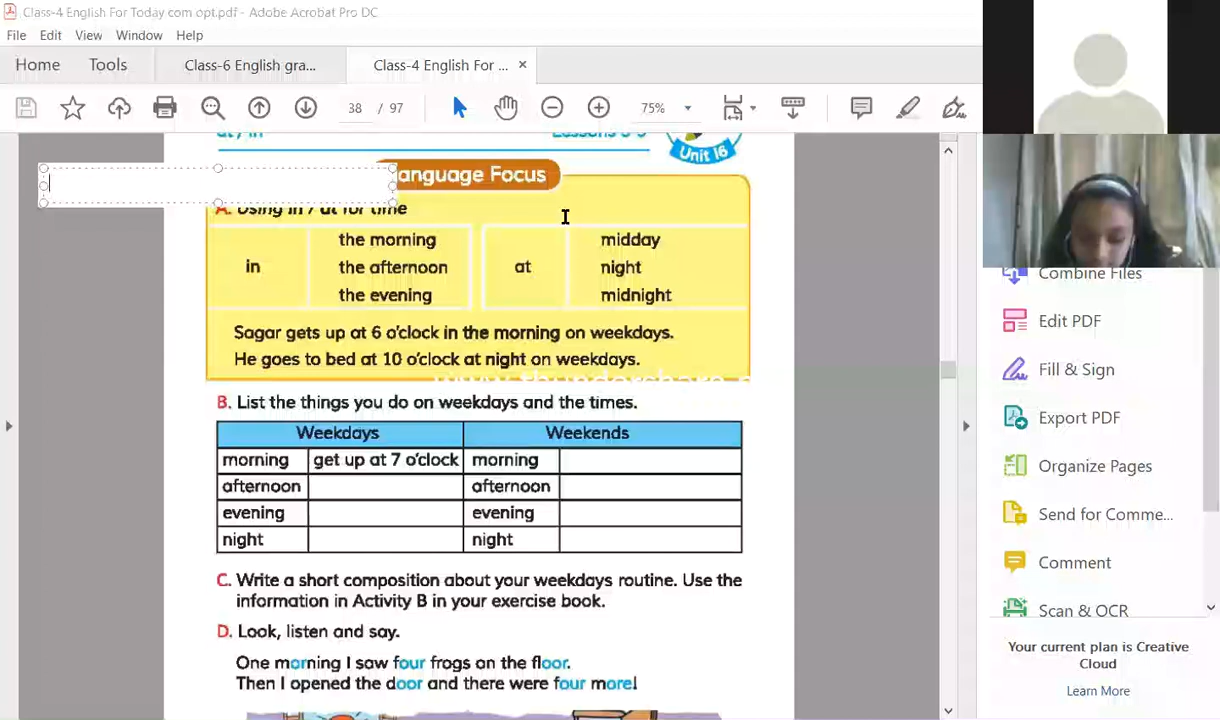 Class-4 English For Today com opt.pdf - Adobe Acrobat Pro DC
File Edit View Window Help
Home Tools Class-6 English gra... Class-4 English For ... ×
38 / 97 75%
at / in Lessons
Unit 16
anguage Focus
A. Using in / at for time
in the morning at midday
the afternoon night
the evening midnight
Sagar gets up at 6 o'clock in the morning on weekdays.
He goes to bed at 10 o'clock at night on weekdays.
B. List the things you do on weekdays and the times.
Weekdays Weekends
morning get up at 7 o'clock morning
afternoon afternoon
evening evening
night night
C. Write a short composition about your weekdays routine. Use the
information in Activity B in your exercise book.
D. Look, listen and say.
One morning I saw four frogs on the floor.
Then I opened the door and there were four more!
Combine Files
Edit PDF
Fill & Sign
Export PDF
Organize Pages
Send for Comme...
Comment
Scan & OCR
Your current plan is Creative
Cloud
Learn More